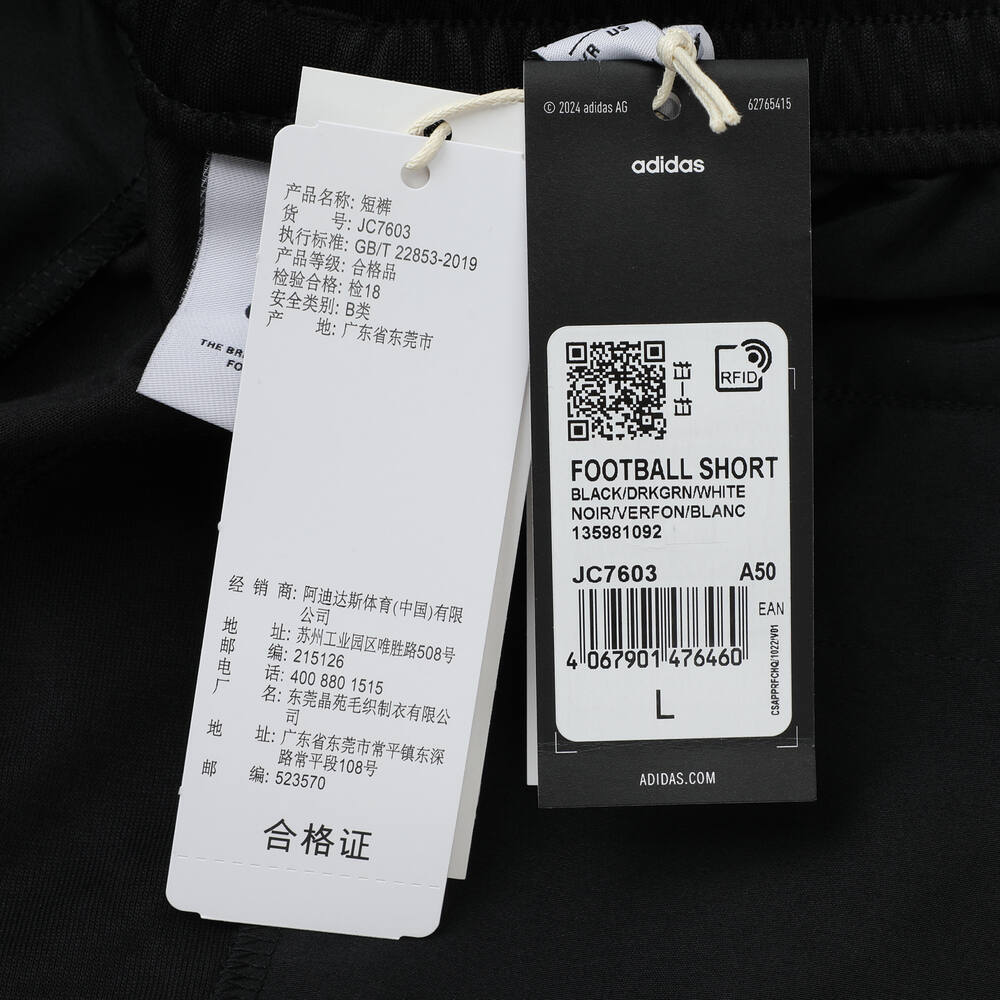 产品名称: 短裤
货 号: JC7603
执行标准: GB/T 22853-2019
产品等级: 合格品
检验合格: 检18
安全类别: B类
产 地: 广东省东莞市
经 销 商: 阿迪达斯体育(中国)有限
公司
地 址: 苏州工业园区唯胜路508号
邮 编: 215126
电 话: 400 880 1515
厂 名: 东莞晶苑毛织制衣有限公
司
地 址: 广东省东莞市常平镇东深
路常平段108号
邮 编: 523570
合格证
THE BR
FO
© 2024 adidas AG
62765415
adidas
RFID
FOOTBALL SHORT
BLACK/DRKGRN/WHITE
NOIR/VERFON/BLANC
135981092
JC7603 A50
EAN
4 067901 476460
L
CSAPPRFCHQ/1022/V01
ADIDAS.COM